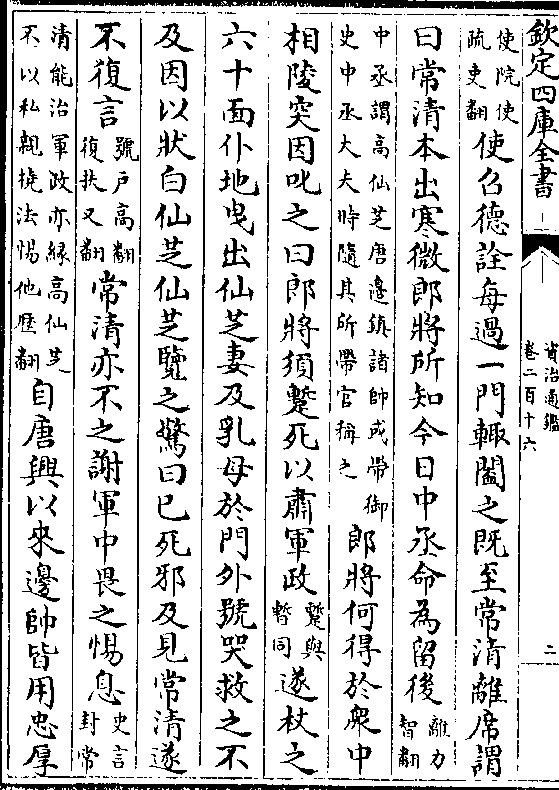 欽定四庫全書
資治通鑑
卷二百十六
二
使院使
疏吏翻
使召德詮每過一門輙闔之既至常清離席謂
曰常清本出寒微郎將所知今日中丞命為留後
離力
智翻
中丞謂高仙芝唐邊鎮諸帥或帶御
史中丞大夫時隨其所帶官稱之
郎將何得於衆中
相陵突因叱之曰郎將須蹔死以肅軍政
蹔與
暫同
遂杖之
六十面仆地曳出仙芝妻及乳母於門外號哭救之不
及因以狀白仙芝仙芝覽之驚曰已死邪及見常清遂
不復言
號户高翻
復扶又翻
常清亦不之謝軍中畏之惕息
史言
封常
清能治軍政亦緣高仙芝
不以私親撓法惕他歴翻
自唐興以來邊帥皆用忠厚